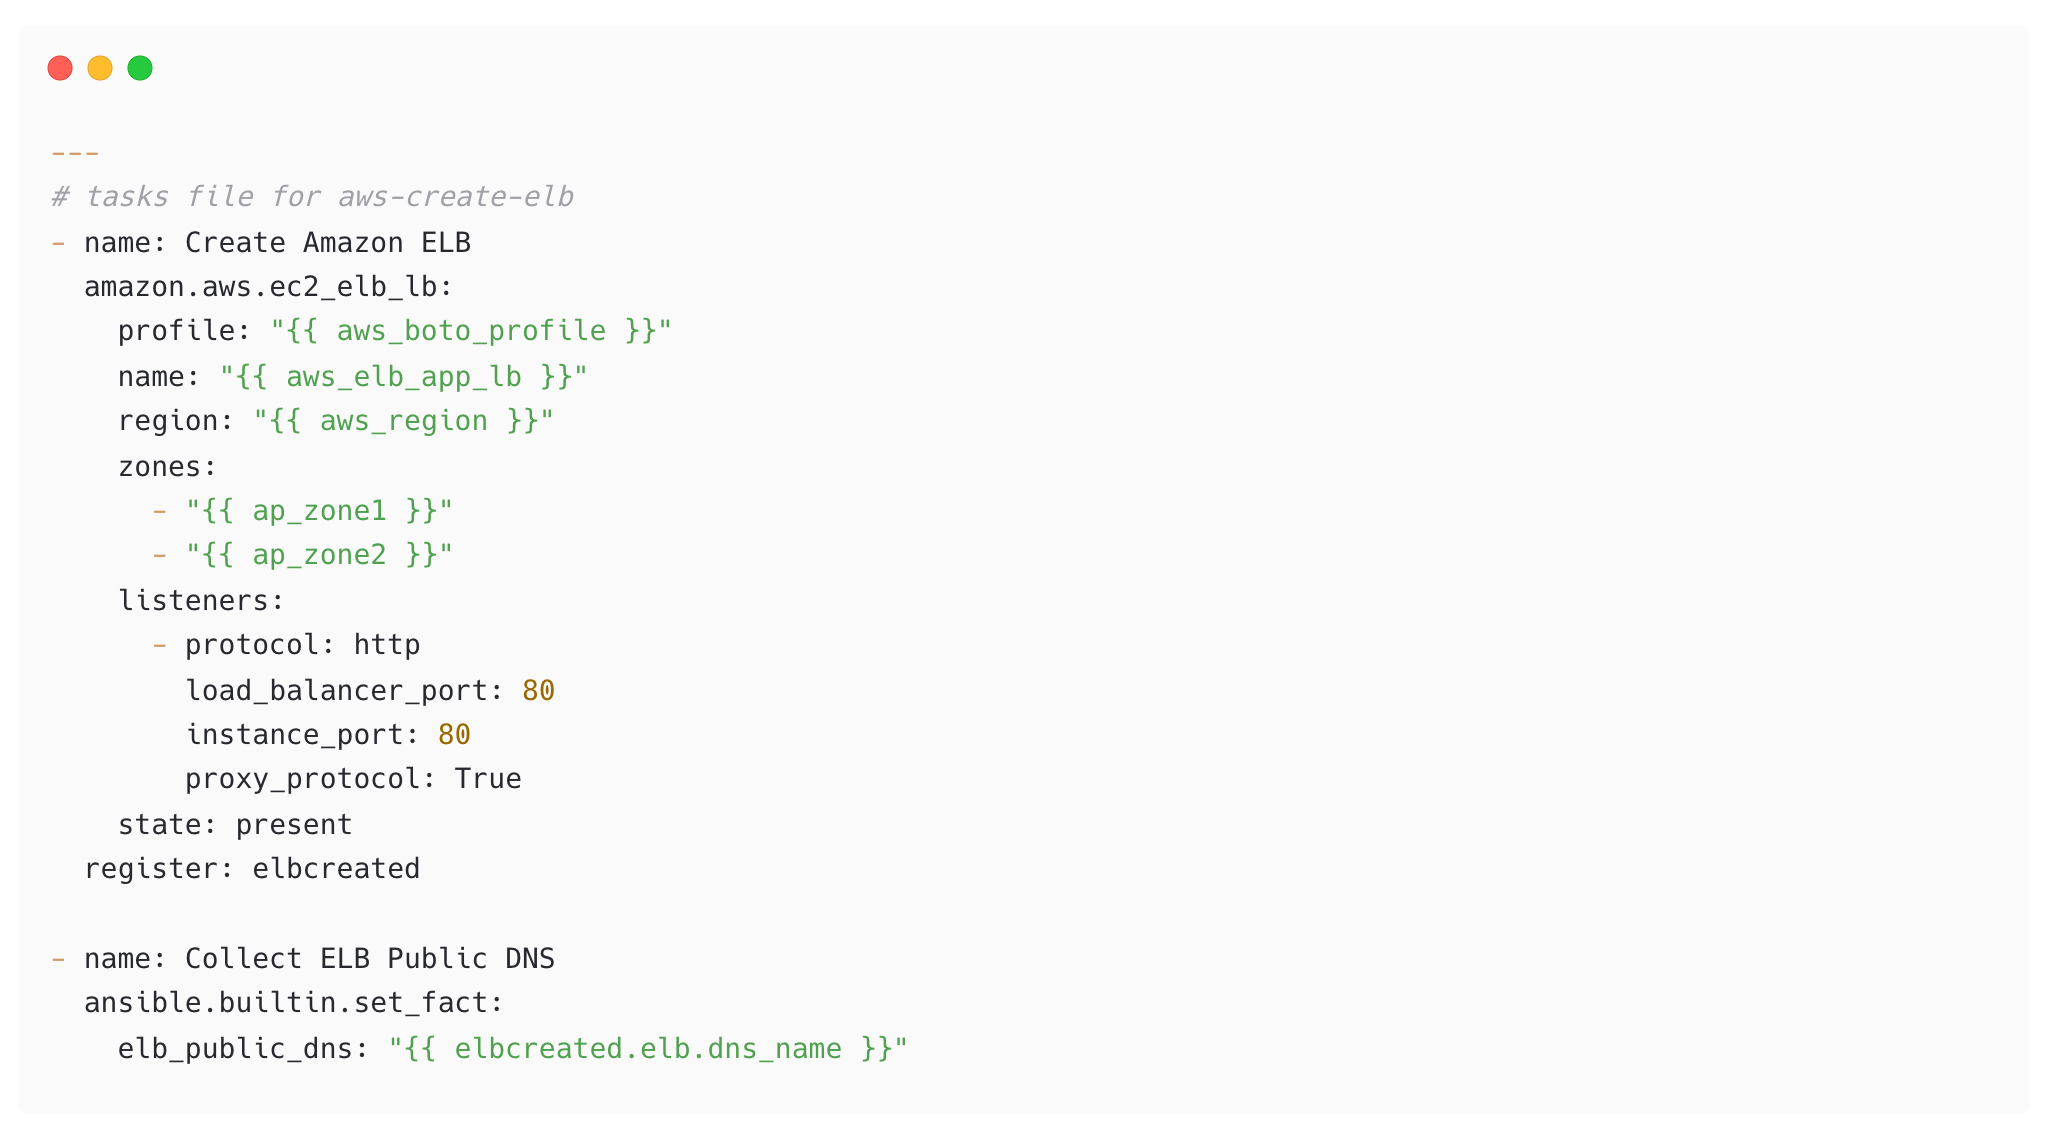 ---
# tasks file for aws-create-elb
- name: Create Amazon ELB
  amazon.aws.ec2_elb_lb:
    profile: "{{ aws_boto_profile }}"
    name: "{{ aws_elb_app_lb }}"
    region: "{{ aws_region }}"
    zones:
      - "{{ ap_zone1 }}"
      - "{{ ap_zone2 }}"
    listeners:
      - protocol: http
        load_balancer_port: 80
        instance_port: 80
        proxy_protocol: True
    state: present
  register: elbcreated

- name: Collect ELB Public DNS
  ansible.builtin.set_fact:
    elb_public_dns: "{{ elbcreated.elb.dns_name }}"